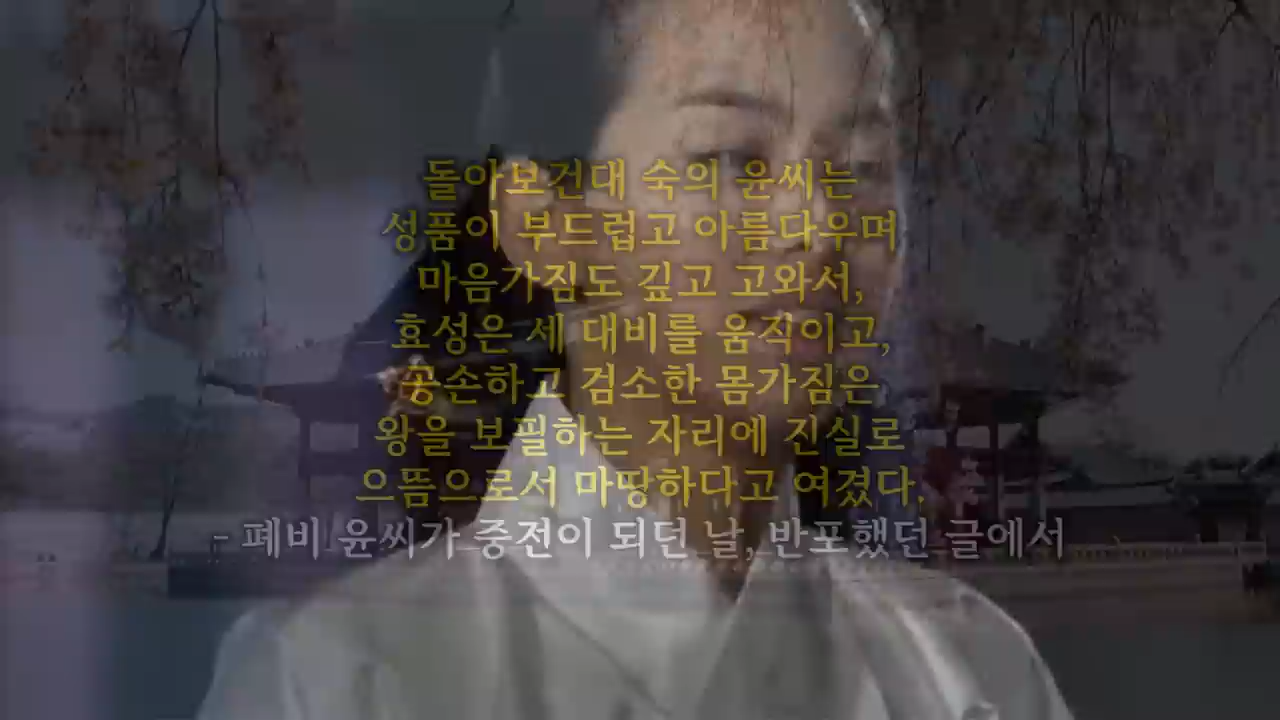 돌아보건대 숙의 윤씨는
성품이 부드럽고 아름다우며
마음가짐도 깊고 고와서,
효성은 세 대비를 움직이고,
공손하고 검소한 몸가짐은
왕을 보필하는 자리에 진실로
으뜸으로서 마땅하다고 여겼다.
- 폐비 윤씨가 중전이 되던 날, 반포했던 글에서